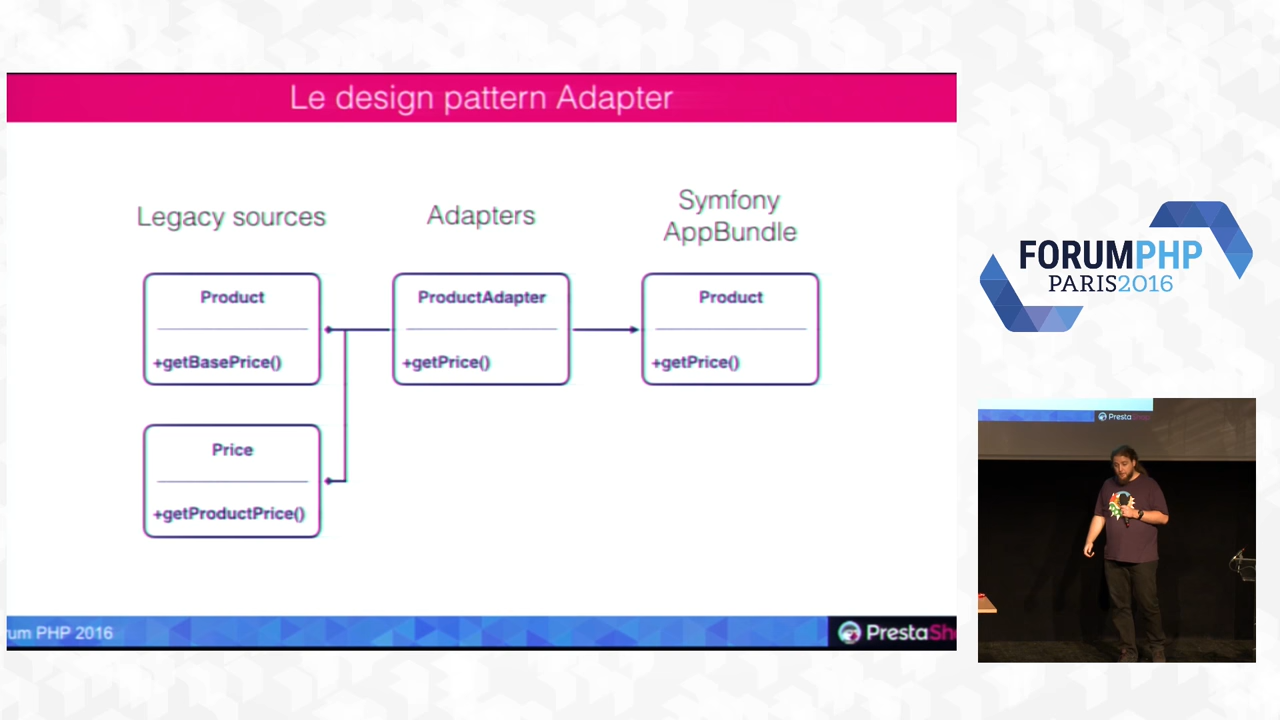 Le design pattern Adapter
Legacy sources
Adapters
Symfony
AppBundle
Product
+getBasePrice()
ProductAdapter
+getPrice()
Product
+getPrice()
Price
+getProductPrice()
um PHP 2016
PrestaSh
FORUMPHP
PARIS2016
Presta